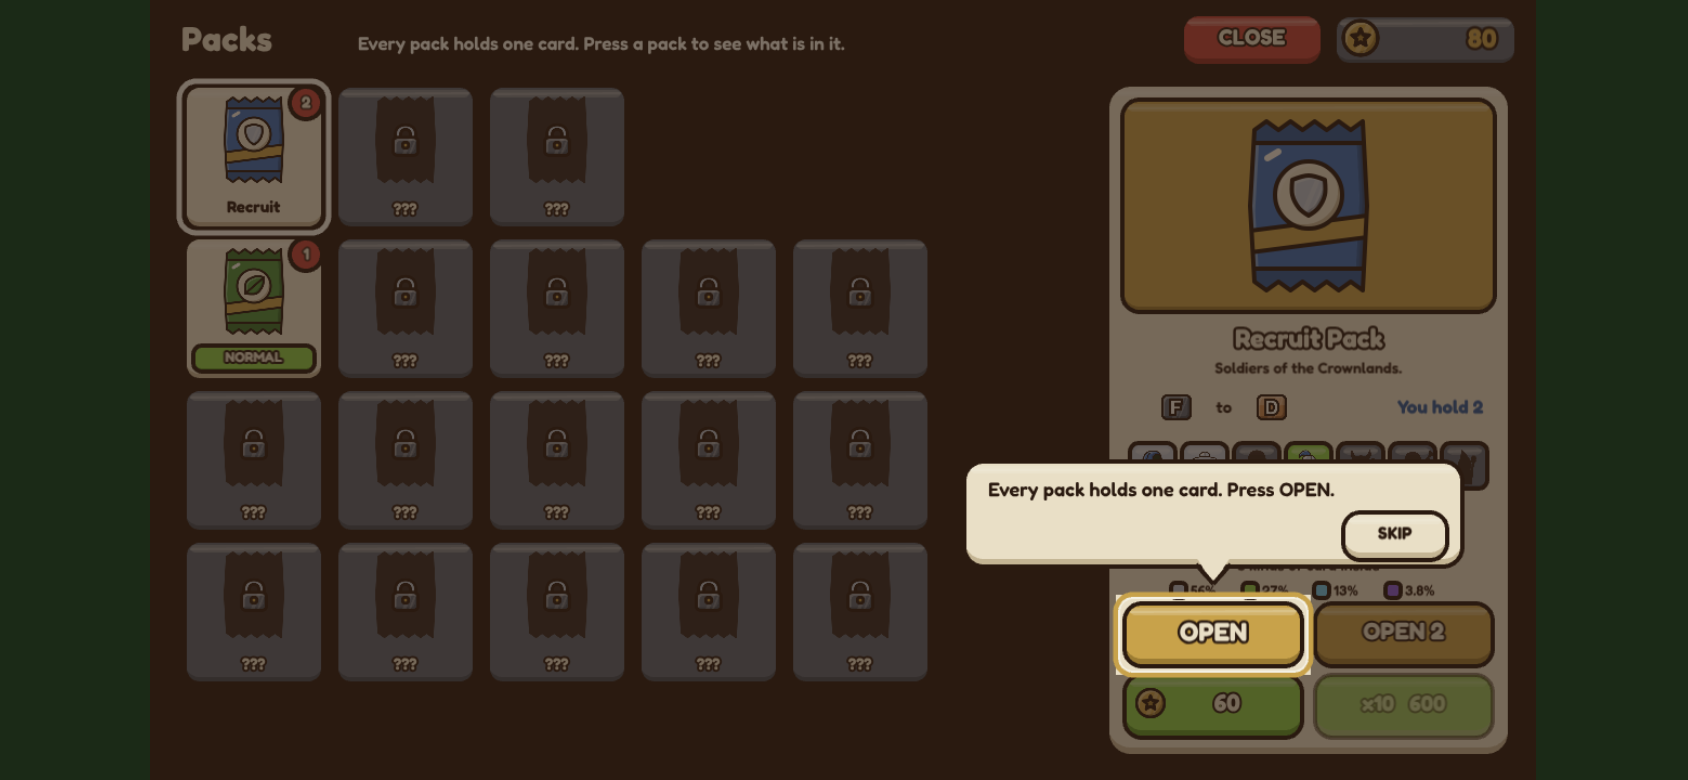 Packs
Every pack holds one card. Press a pack to see what is in it.
CLOSE
80
2
Recruit
???
???
1
NORMAL
???
???
???
???
???
???
???
???
???
???
???
???
???
???
Recruit Pack
Soldiers of the Crownlands.
F to D
You hold 2
Every pack holds one card. Press OPEN.
SKIP
56%
27%
13%
3.8%
OPEN
OPEN 2
60
x10 600